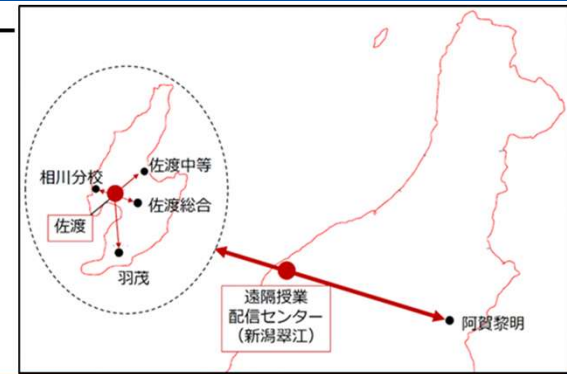 相川分校
佐渡中等
佐渡総合
佐渡
羽茂
遠隔授業
配信センター
（新潟翠江）
阿賀黎明